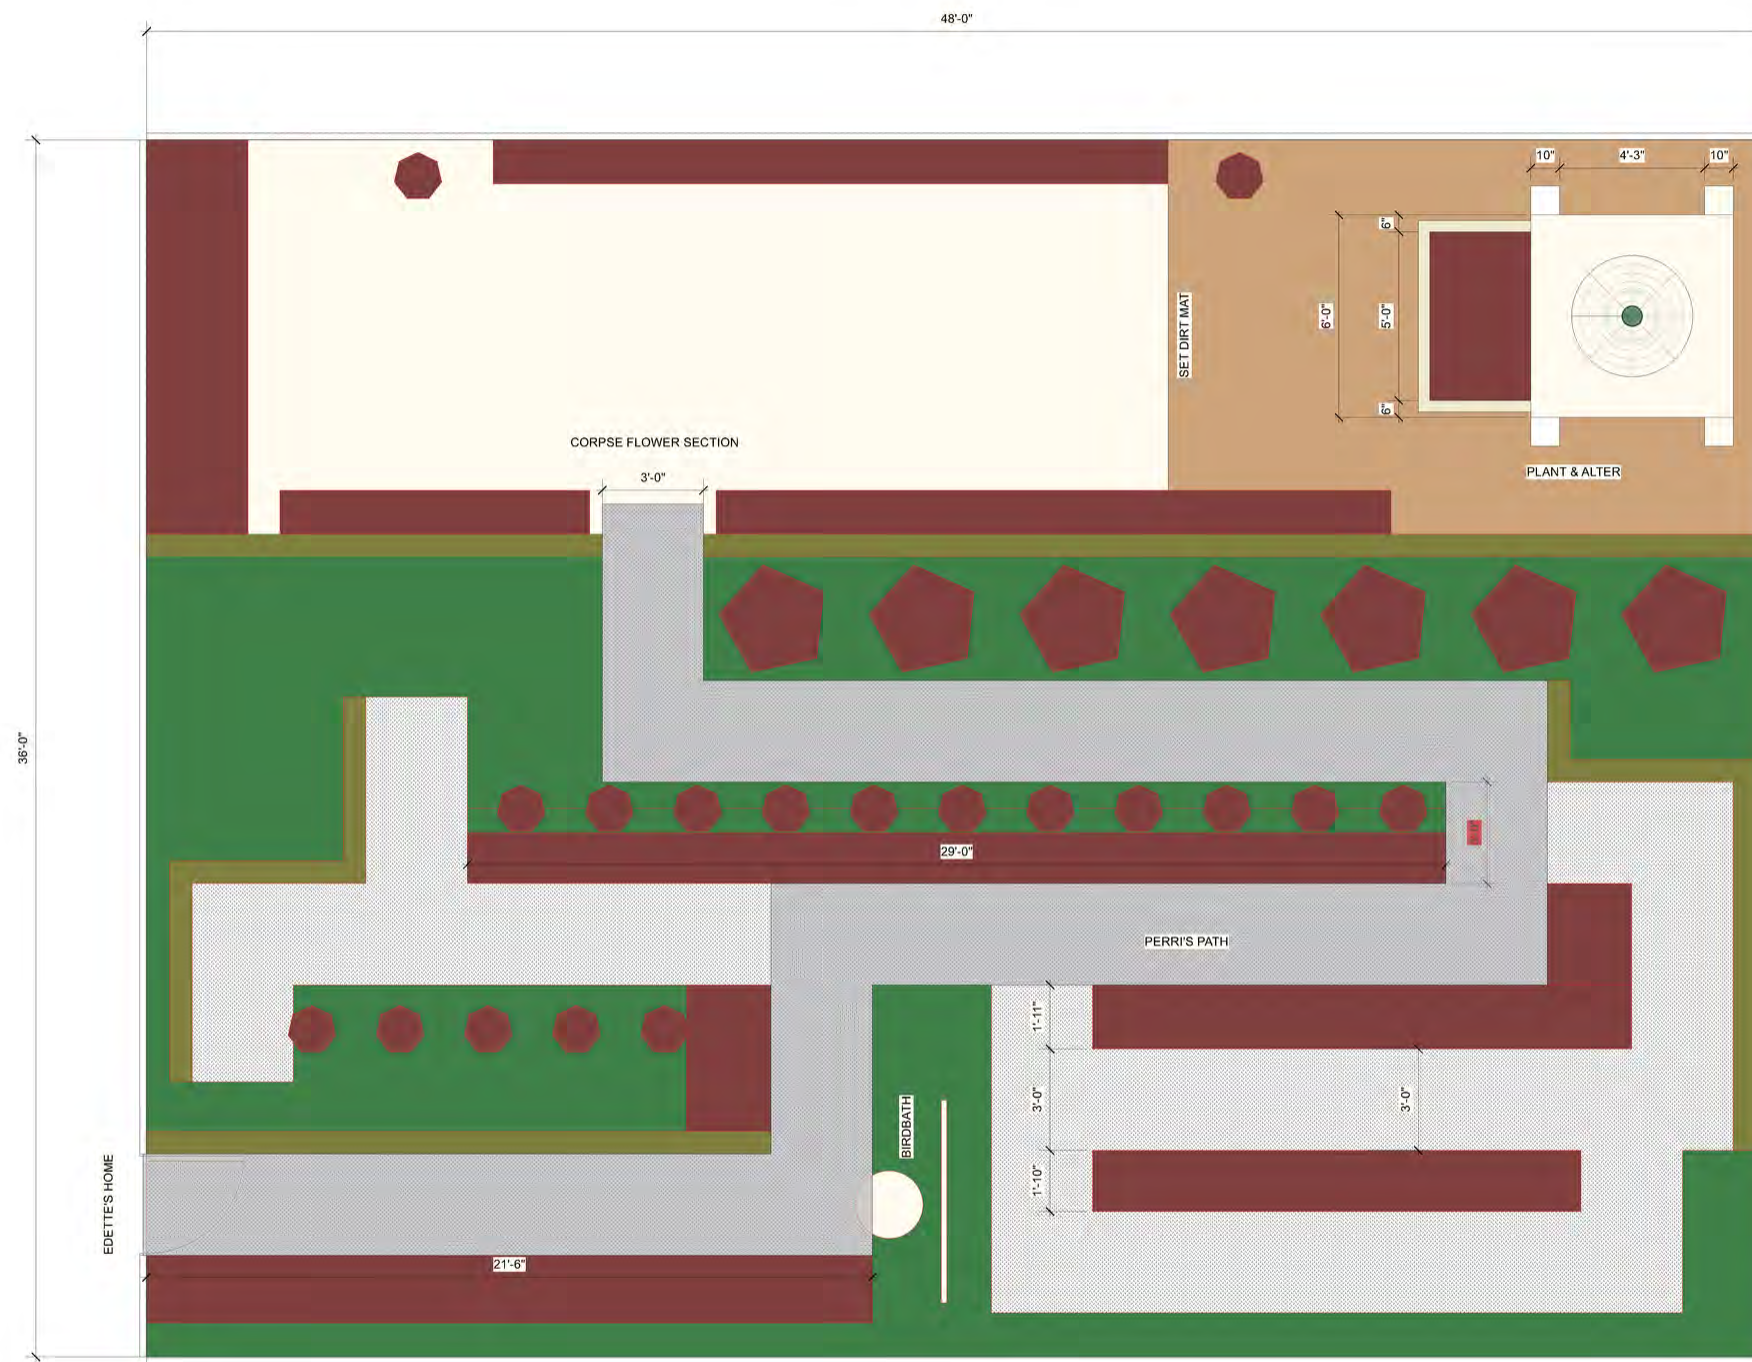 48'-0"
10"
4'-3"
10"
6"
6'-0"
5'-0"
6"
SET DIRT MAT
PLANT & ALTER
CORPSE FLOWER SECTION
3'-0"
36'-0"
29'-0"
PERRI'S PATH
1'-11"
3'-0"
3'-0"
1'-10"
BIRDBATH
EDETTE'S HOME
21'-6"